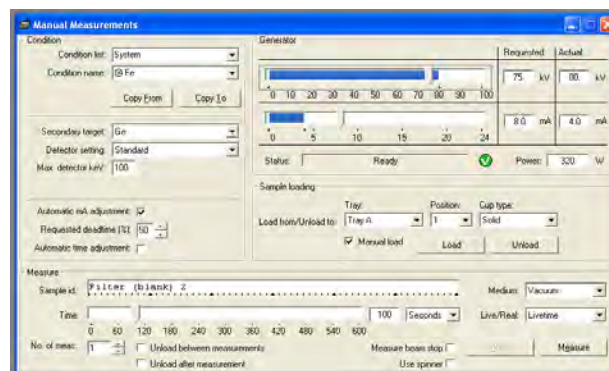 Manual Measurements
Condition
Condition list: System
Condition name: @ Fe
Copy From Copy To
Secondary target: Ge
Detector setting: Standard
Max. detector keV: 100
Automatic mA adjustment:
Requested deadtime [%]: 50
Automatic time adjustment:
Generator
Requested Actual
75 kV 80. kV
0 10 20 30 40 50 60 70 80 90 100
8.0 mA 4.0 mA
0 5 10 15 20 24
Status: Ready Power: 320 W
Sample loading
Tray: Position: Cup type:
Load from/Unload to: Tray A 1 Solid
Manual load Load Unload
Measure
Sample id: Filter (blank) 2 Medium: Vacuum
Time: 100 Seconds Live/Real: Livetime
0 60 120 180 240 300 360 420 480 540 600
No. of meas: 1 Unload between measurements Measure beam stop Measure
Unload after measurement Use spinner